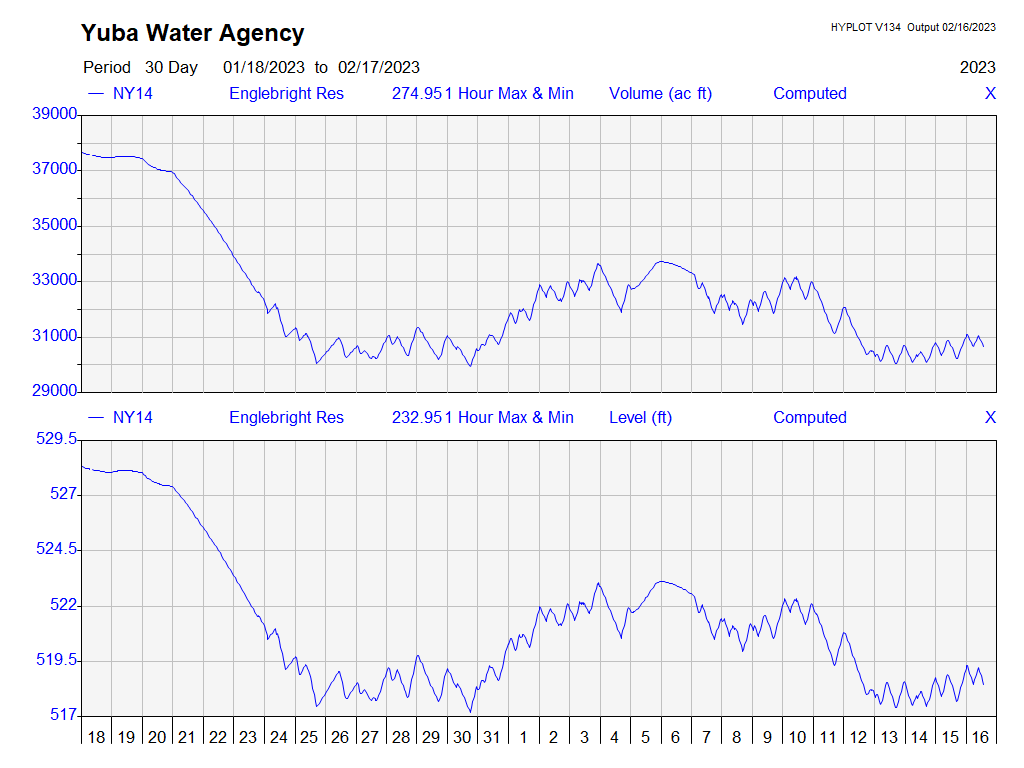 Yuba Water Agency
HYPLOT V134 Output 02/16/2023
Period 30 Day 01/18/2023 to 02/17/2023 2023
NY14 Englebright Res 274.951 Hour Max & Min Volume (ac ft) Computed X
39000
37000
35000
33000
31000
29000
NY14 Englebright Res 232.951 Hour Max & Min Level (ft) Computed X
529.5
527
524.5
522
519.5
517
18 19 20 21 22 23 24 25 26 27 28 29 30 31 1 2 3 4 5 6 7 8 9 10 11 12 13 14 15 16